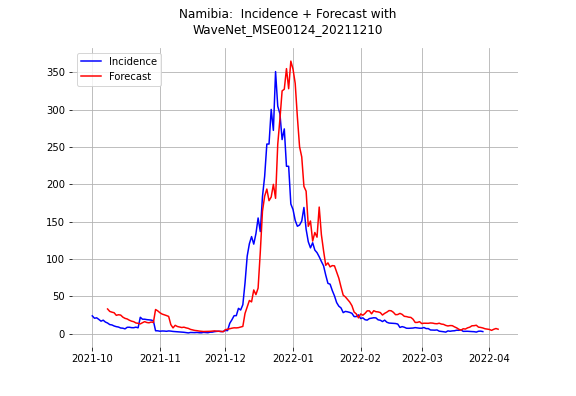 Namibia:  Incidence + Forecast with
WaveNet_MSE00124_20211210
Incidence
Forecast
350
300
250
200
150
100
50
0
2021-10 2021-11 2021-12 2022-01 2022-02 2022-03 2022-04